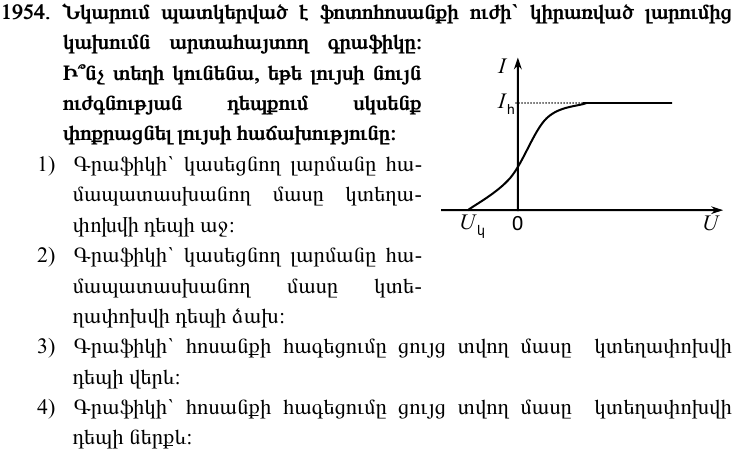 1954. Նկարում պատկերված է ֆոտոհոսանքի ուժի՝ կիրառված լարումից
կախումն արտահայտող գրաֆիկը:
Ի՞նչ տեղի կունենա, եթե լույսի նույն
ուժգնության դեպքում սկսենք
փոքրացնել լույսի հաճախությունը:
1) Գրաֆիկի՝ կասեցնող լարմանը հա-
մապատասխանող մասը կտեղա-
փոխվի դեպի աջ:
2) Գրաֆիկի՝ կասեցնող լարմանը հա-
մապատասխանող մասը կտե-
ղափոխվի դեպի ձախ:
3) Գրաֆիկի՝ հոսանքի հագեցումը ցույց տվող մասը կտեղափոխվի
դեպի վերև:
4) Գրաֆիկի՝ հոսանքի հագեցումը ցույց տվող մասը կտեղափոխվի
դեպի ներքև:
I
Iհ
Uկ 0 U